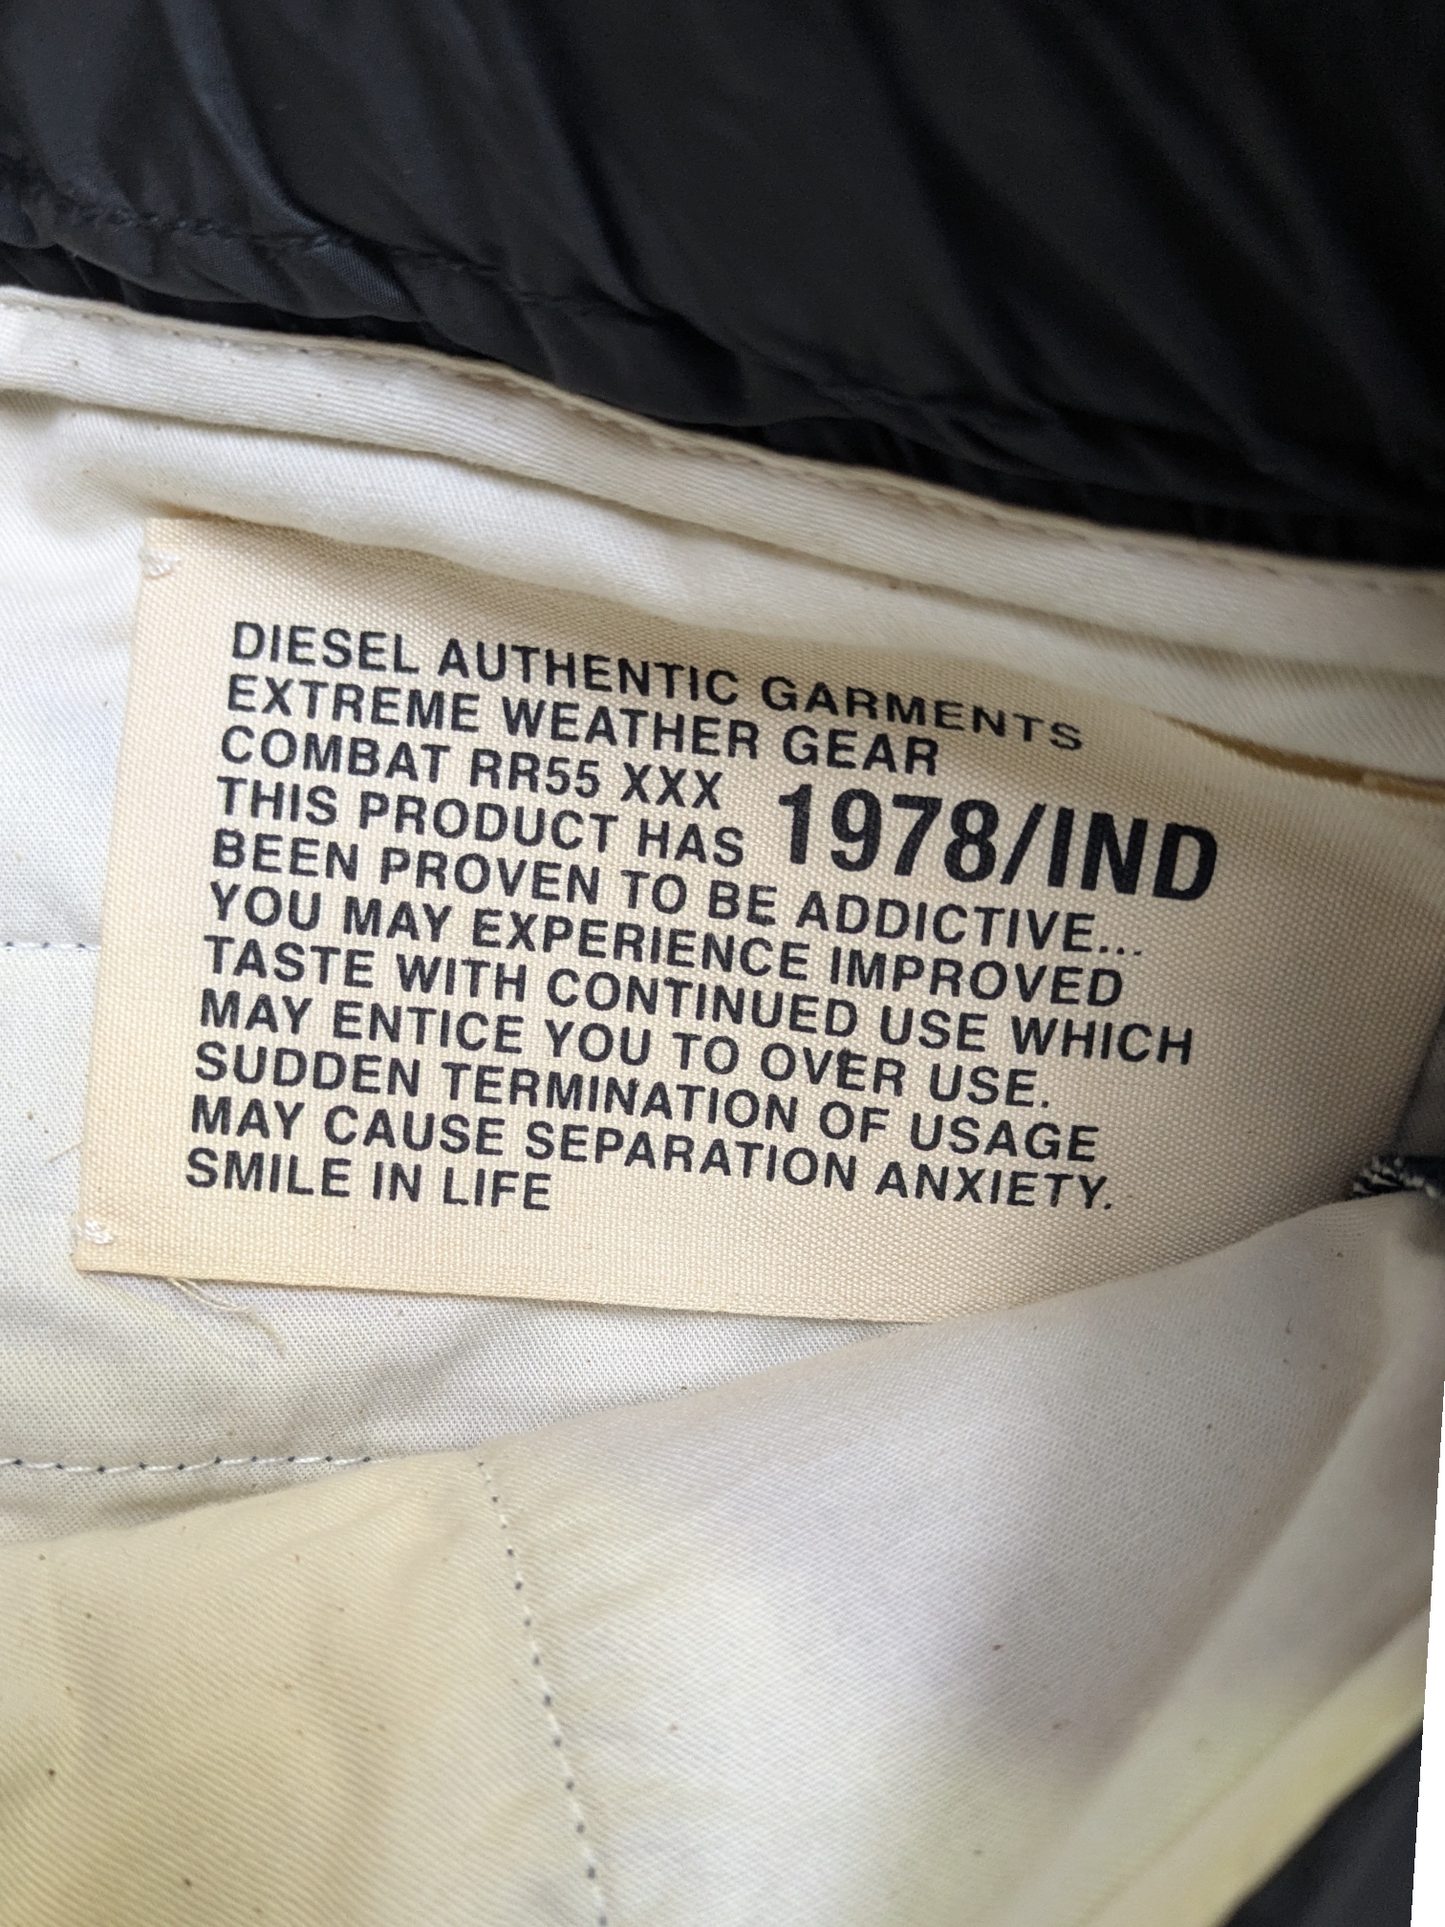 DIESEL AUTHENTIC GARMENTS
EXTREME WEATHER GEAR
COMBAT RR55 XXX
THIS PRODUCT HAS 1978/IND
BEEN PROVEN TO BE ADDICTIVE...
YOU MAY EXPERIENCE IMPROVED
TASTE WITH CONTINUED USE WHICH
MAY ENTICE YOU TO OVER USE.
SUDDEN TERMINATION OF USAGE
MAY CAUSE SEPARATION ANXIETY.
SMILE IN LIFE